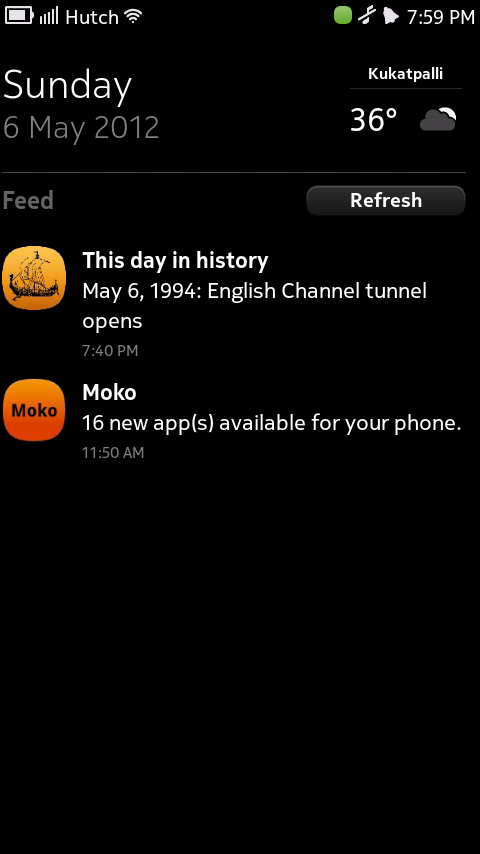 Hutch 7:59 PM
Sunday
6 May 2012
Kukatpalli
36°
Feed
Refresh
This day in history
May 6, 1994: English Channel tunnel
opens
7:40 PM
Moko
Moko
16 new app(s) available for your phone.
11:50 AM